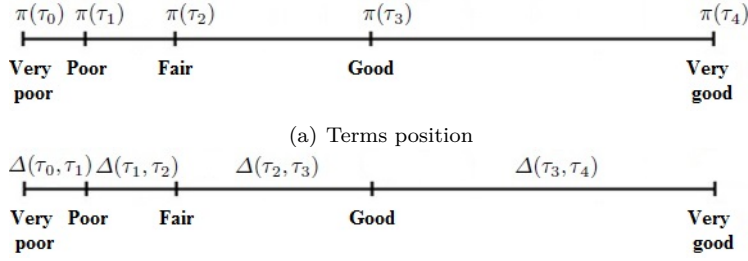 π(τ₀) π(τ₁) π(τ₂) π(τ₃) π(τ₄)
Very Poor Fair Good Very
poor good
(a) Terms position
Δ(τ₀, τ₁) Δ(τ₁, τ₂) Δ(τ₂, τ₃) Δ(τ₃, τ₄)
Very Poor Fair Good Very
poor good